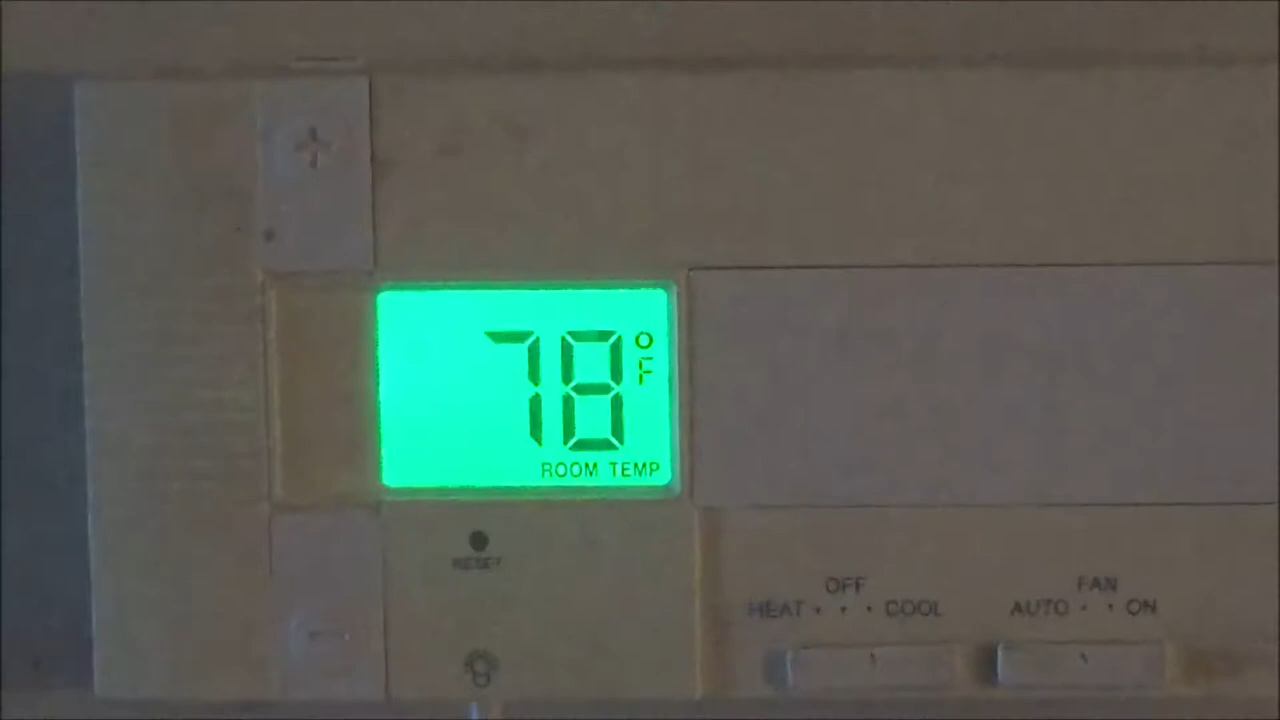 +
78 °F
ROOM TEMP
RESET
OFF
HEAT • • • COOL
FAN
AUTO • • ON
-